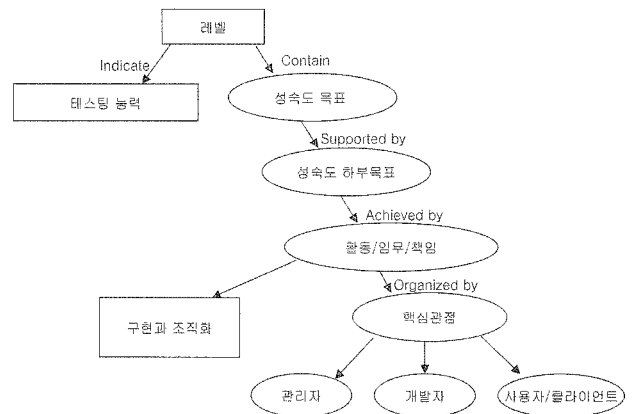 레벨
Indicate
Contain
테스팅 능력
성숙도 목표
Supported by
성숙도 하부목표
Achieved by
활동/임무/책임
Organized by
구현과 조직화
핵심관점
관리자
개발자
사용자/클라이언트